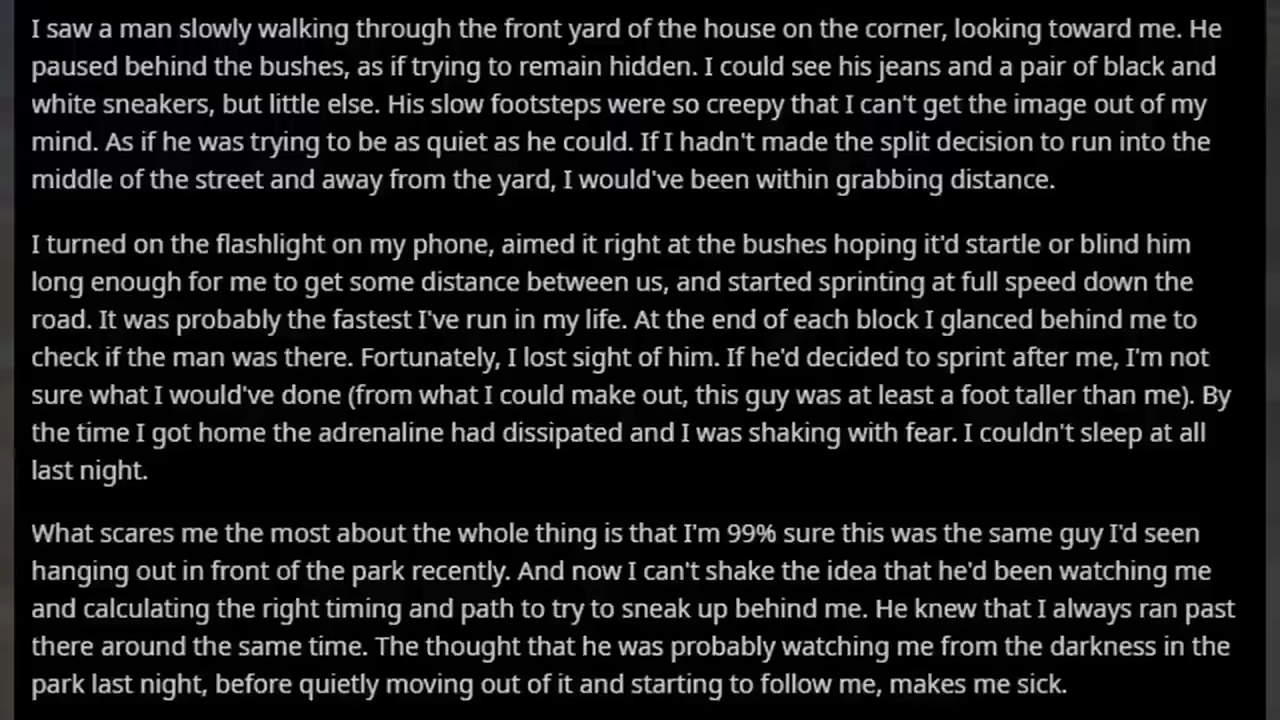 I saw a man slowly walking through the front yard of the house on the corner, looking toward me. He
paused behind the bushes, as if trying to remain hidden. I could see his jeans and a pair of black and
white sneakers, but little else. His slow footsteps were so creepy that I can't get the image out of my
mind. As if he was trying to be as quiet as he could. If I hadn't made the split decision to run into the
middle of the street and away from the yard, I would've been within grabbing distance.
I turned on the flashlight on my phone, aimed it right at the bushes hoping it'd startle or blind him
long enough for me to get some distance between us, and started sprinting at full speed down the
road. It was probably the fastest I've run in my life. At the end of each block I glanced behind me to
check if the man was there. Fortunately, I lost sight of him. If he'd decided to sprint after me, I'm not
sure what I would've done (from what I could make out, this guy was at least a foot taller than me). By
the time I got home the adrenaline had dissipated and I was shaking with fear. I couldn't sleep at all
last night.
What scares me the most about the whole thing is that I'm 99% sure this was the same guy I'd seen
hanging out in front of the park recently. And now I can't shake the idea that he'd been watching me
and calculating the right timing and path to try to sneak up behind me. He knew that I always ran past
there around the same time. The thought that he was probably watching me from the darkness in the
park last night, before quietly moving out of it and starting to follow me, makes me sick.